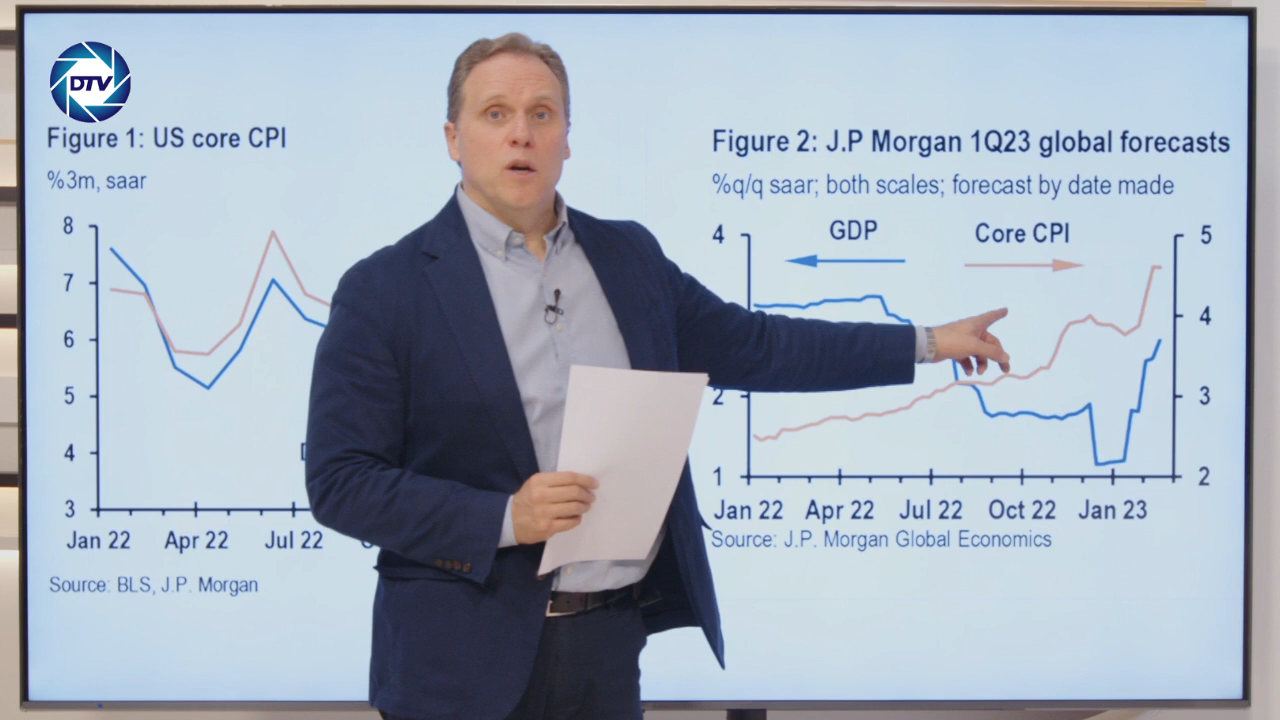 DTV
Figure 1: US core CPI
%3m, saar
8
7
6
5
4
3
Jan 22 Apr 22 Jul 22
Source: BLS, J.P. Morgan
Figure 2: J.P Morgan 1Q23 global forecasts
%q/q saar; both scales; forecast by date made
GDP Core CPI
4 5
4
2 3
1 2
Jan 22 Apr 22 Jul 22 Oct 22 Jan 23
Source: J.P. Morgan Global Economics